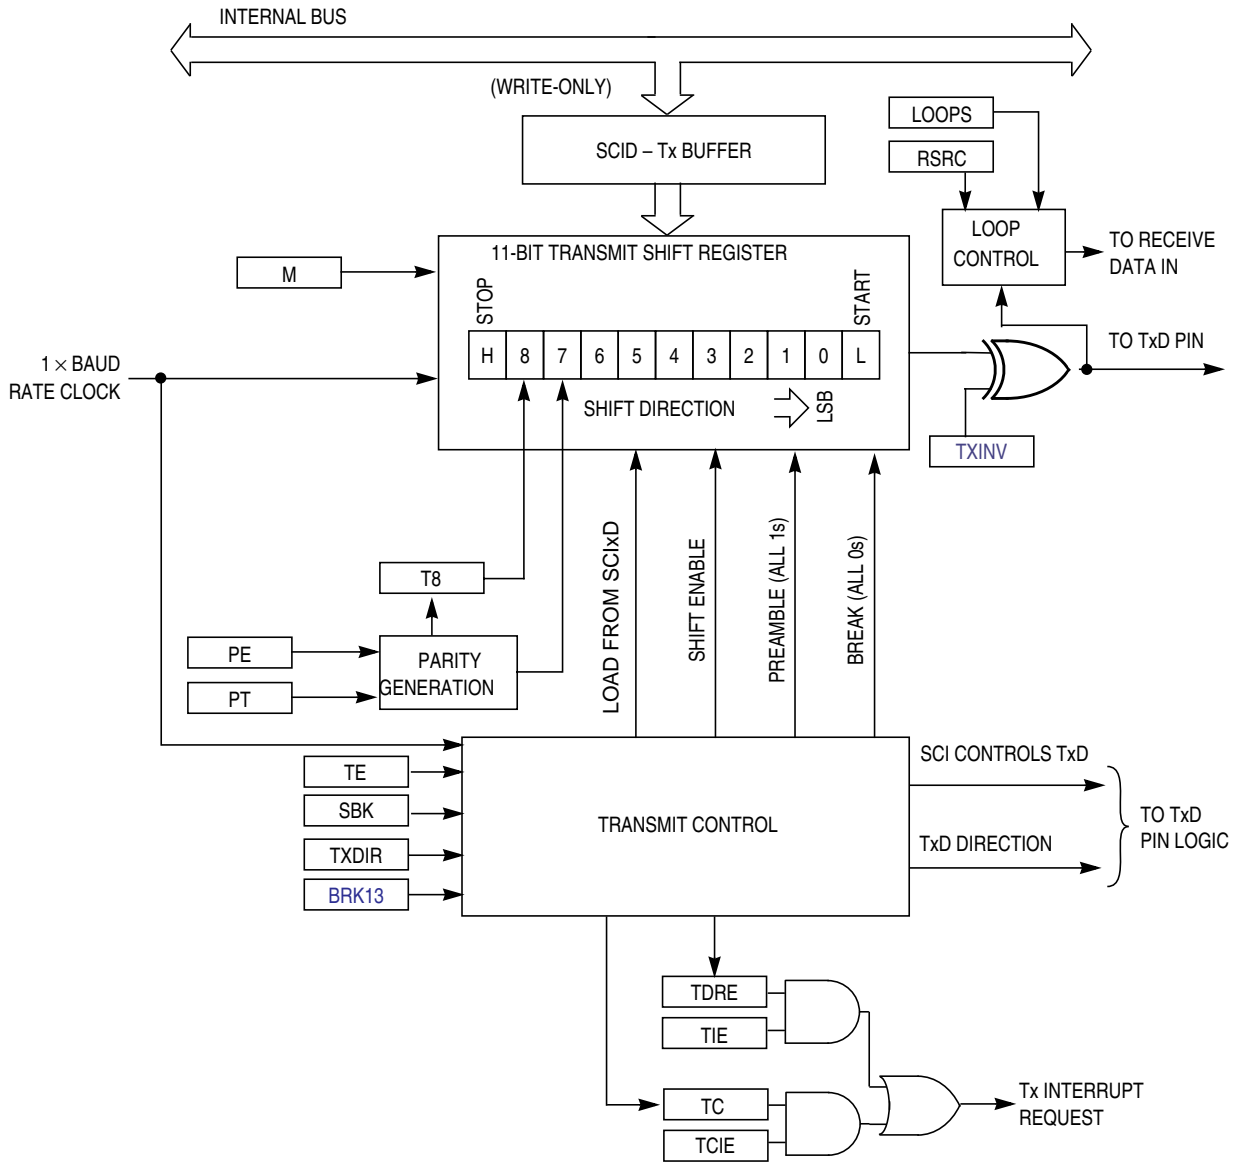 INTERNAL BUS
(WRITE-ONLY)
SCID – Tx BUFFER
LOOPS
RSRC
LOOP
CONTROL
TO RECEIVE
DATA IN
11-BIT TRANSMIT SHIFT REGISTER
M
STOP
START
H 8 7 6 5 4 3 2 1 0 L
1 × BAUD
RATE CLOCK
SHIFT DIRECTION
LSB
TO TxD PIN
TXINV
LOAD FROM SCIxD
SHIFT ENABLE
PREAMBLE (ALL 1s)
BREAK (ALL 0s)
T8
PE
PT
PARITY
GENERATION
TE
SBK
TXDIR
BRK13
TRANSMIT CONTROL
SCI CONTROLS TxD
TxD DIRECTION
TO TxD
PIN LOGIC
TDRE
TIE
TC
TCIE
Tx INTERRUPT
REQUEST